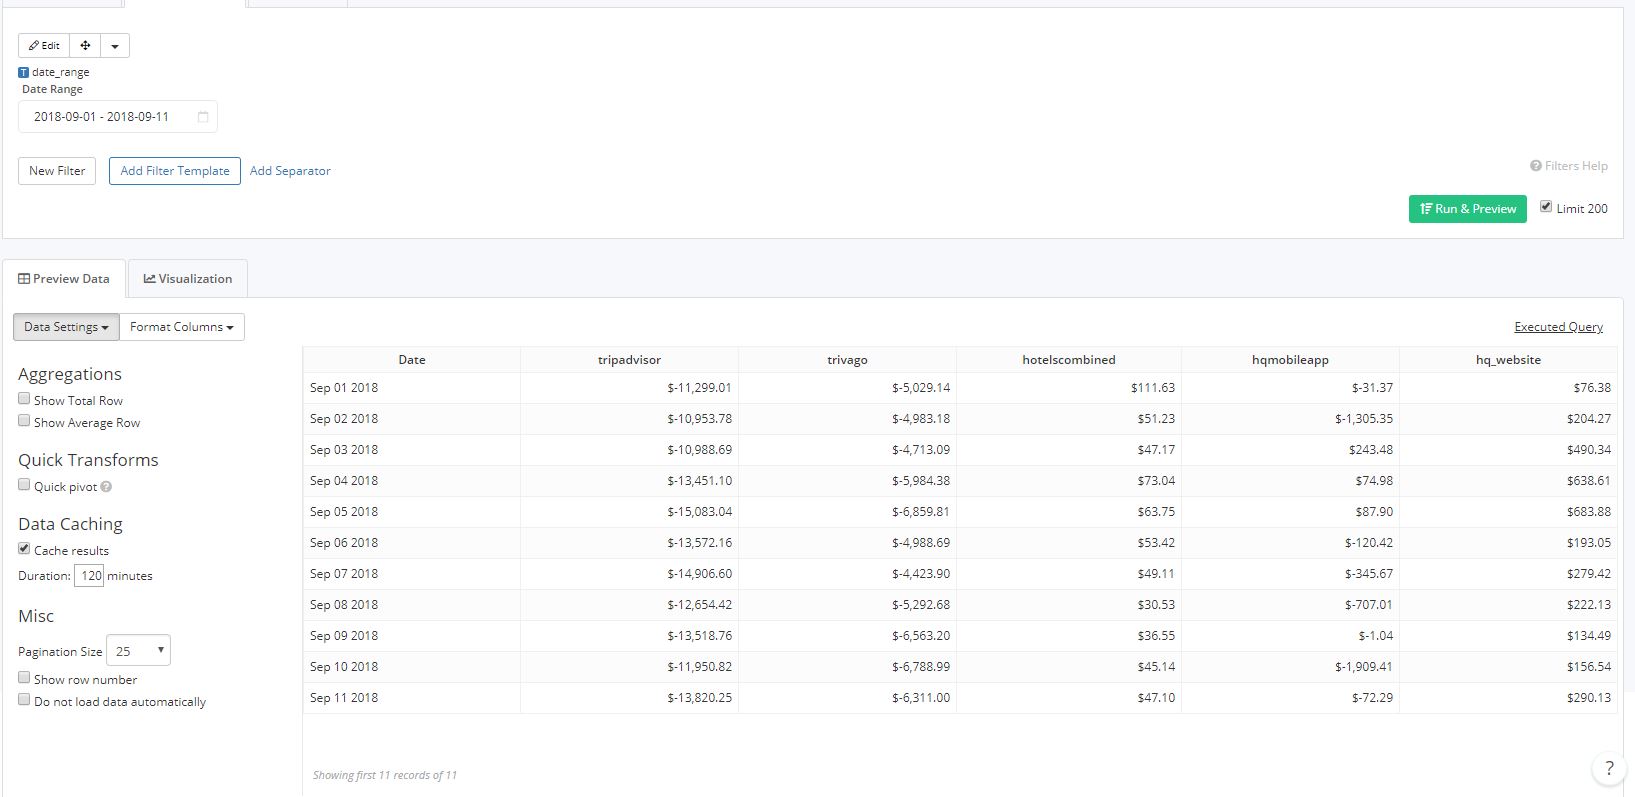 Edit
T date_range
Date Range
2018-09-01 - 2018-09-11
New Filter Add Filter Template Add Separator
? Filters Help
Run & Preview Limit 200
Preview Data Visualization
Data Settings Format Columns
Executed Query
Aggregations
Show Total Row
Show Average Row
Quick Transforms
Quick pivot ?
Data Caching
Cache results
Duration: 120 minutes
Misc
Pagination Size 25
Show row number
Do not load data automatically
Date tripadvisor trivago hotelscombined hqmobileapp hq_website
Sep 01 2018 $-11,299.01 $-5,029.14 $111.63 $-31.37 $76.38
Sep 02 2018 $-10,953.78 $-4,983.18 $51.23 $-1,305.35 $204.27
Sep 03 2018 $-10,988.69 $-4,713.09 $47.17 $243.48 $490.34
Sep 04 2018 $-13,451.10 $-5,984.38 $73.04 $74.98 $638.61
Sep 05 2018 $-15,083.04 $-6,859.81 $63.75 $87.90 $683.88
Sep 06 2018 $-13,572.16 $-4,988.69 $53.42 $-120.42 $193.05
Sep 07 2018 $-14,906.60 $-4,423.90 $49.11 $-345.67 $279.42
Sep 08 2018 $-12,654.42 $-5,292.68 $30.53 $-707.01 $222.13
Sep 09 2018 $-13,518.76 $-6,563.20 $36.55 $-1.04 $134.49
Sep 10 2018 $-11,950.82 $-6,788.99 $45.14 $-1,909.41 $156.54
Sep 11 2018 $-13,820.25 $-6,311.00 $47.10 $-72.29 $290.13
Showing first 11 records of 11
?